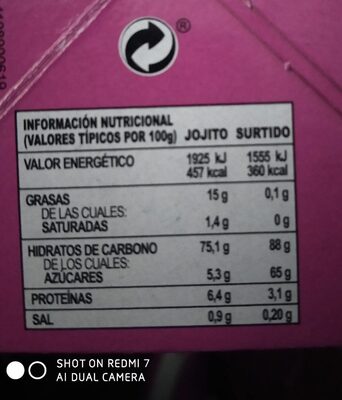 ®
INFORMACIÓN NUTRICIONAL
(VALORES TÍPICOS POR 100g) JOJITO SURTIDO
VALOR ENERGÉTICO 1925 kJ 1555 kJ
457 kcal 360 kcal
GRASAS 15 g 0,1 g
DE LAS CUALES:
SATURADAS 1,4 g 0 g
HIDRATOS DE CARBONO 75,1 g 88 g
DE LOS CUALES:
AZÚCARES 5,3 g 65 g
PROTEÍNAS 6,4 g 3,1 g
SAL 0,9 g 0,20 g
SHOT ON REDMI 7
AI DUAL CAMERA